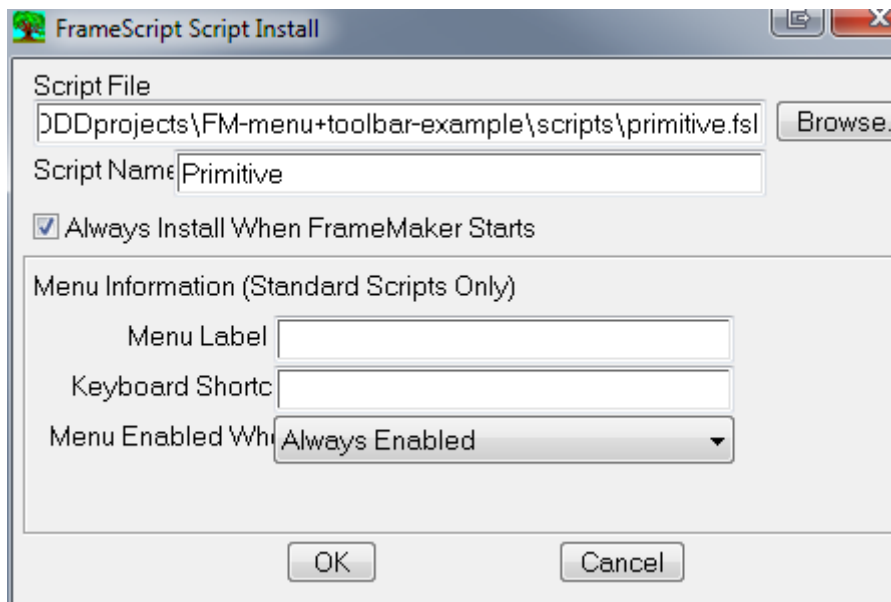 FrameScript Script Install
Script File
DDDprojects\FM-menu+toolbar-example\scripts\primitive.fsl
Browse.
Script Name Primitive
Always Install When FrameMaker Starts
Menu Information (Standard Scripts Only)
Menu Label
Keyboard Shortc
Menu Enabled Whe Always Enabled
OK Cancel